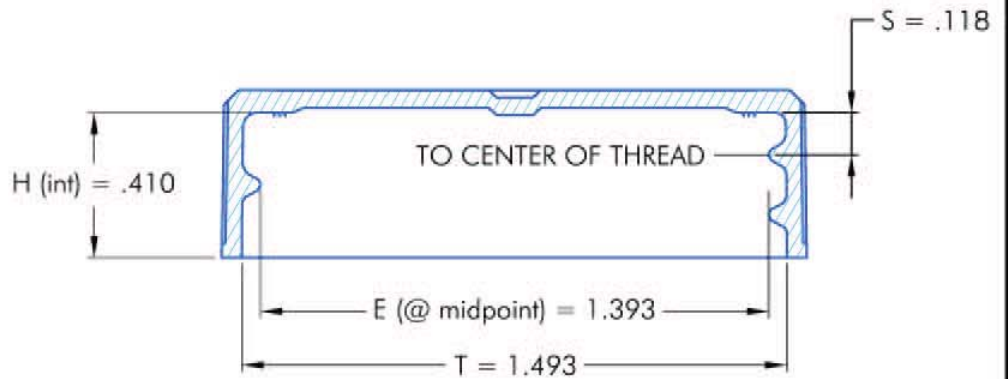 S = .118
TO CENTER OF THREAD
H (int) = .410
E (@ midpoint) = 1.393
T = 1.493